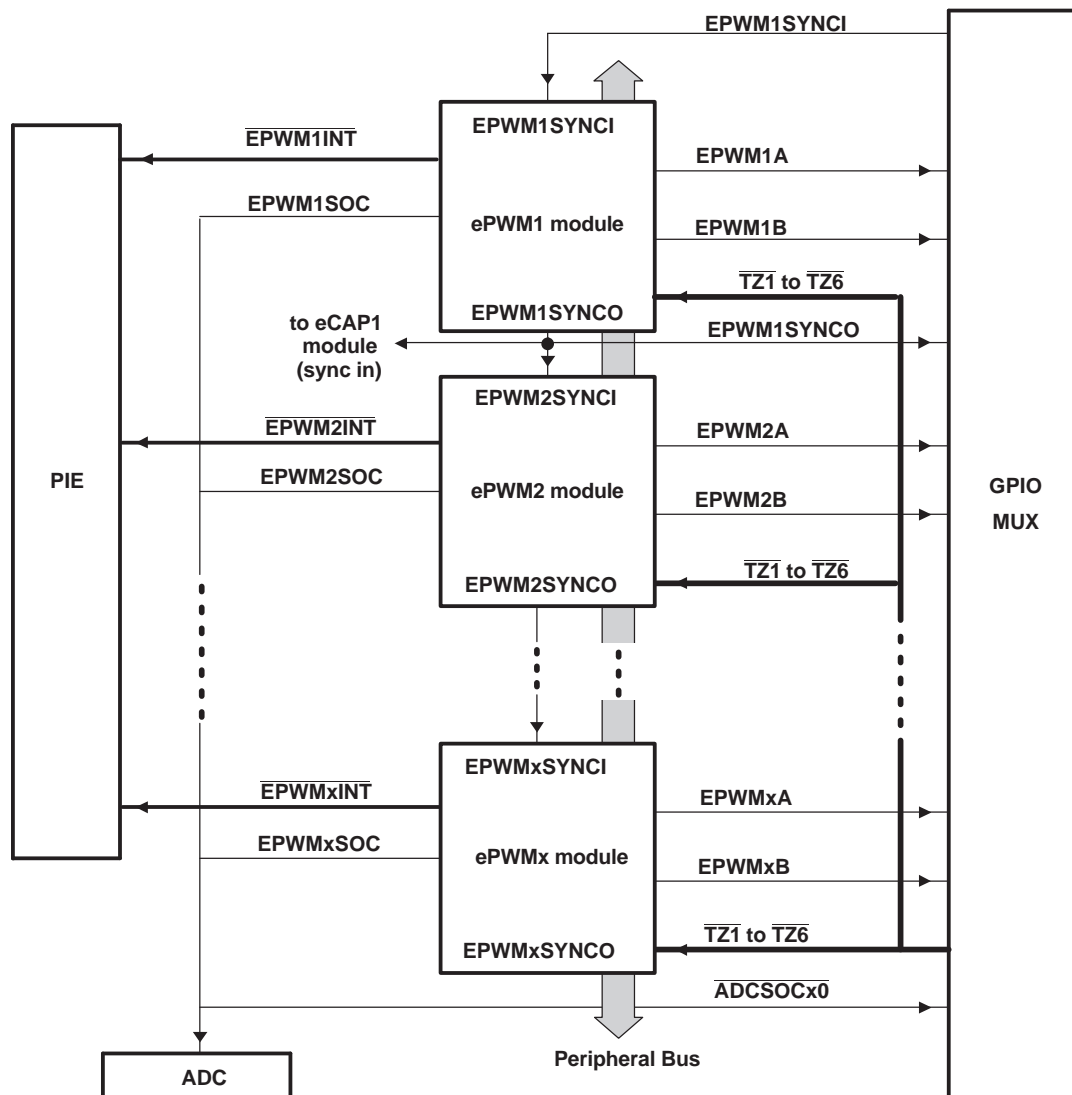 EPWM1SYNCI
EPWM1SYNCI
EPWM1INT
EPWM1A
EPWM1SOC
ePWM1 module
EPWM1B
TZ1 to TZ6
EPWM1SYNCO
to eCAP1
module
(sync in)
EPWM1SYNCO
EPWM2SYNCI
EPWM2INT
EPWM2A
PIE
EPWM2SOC
ePWM2 module
EPWM2B
GPIO
MUX
TZ1 to TZ6
EPWM2SYNCO
EPWMxSYNCI
EPWMxINT
EPWMxA
EPWMxSOC
ePWMx module
EPWMxB
TZ1 to TZ6
EPWMxSYNCO
ADCSOCx0
Peripheral Bus
ADC